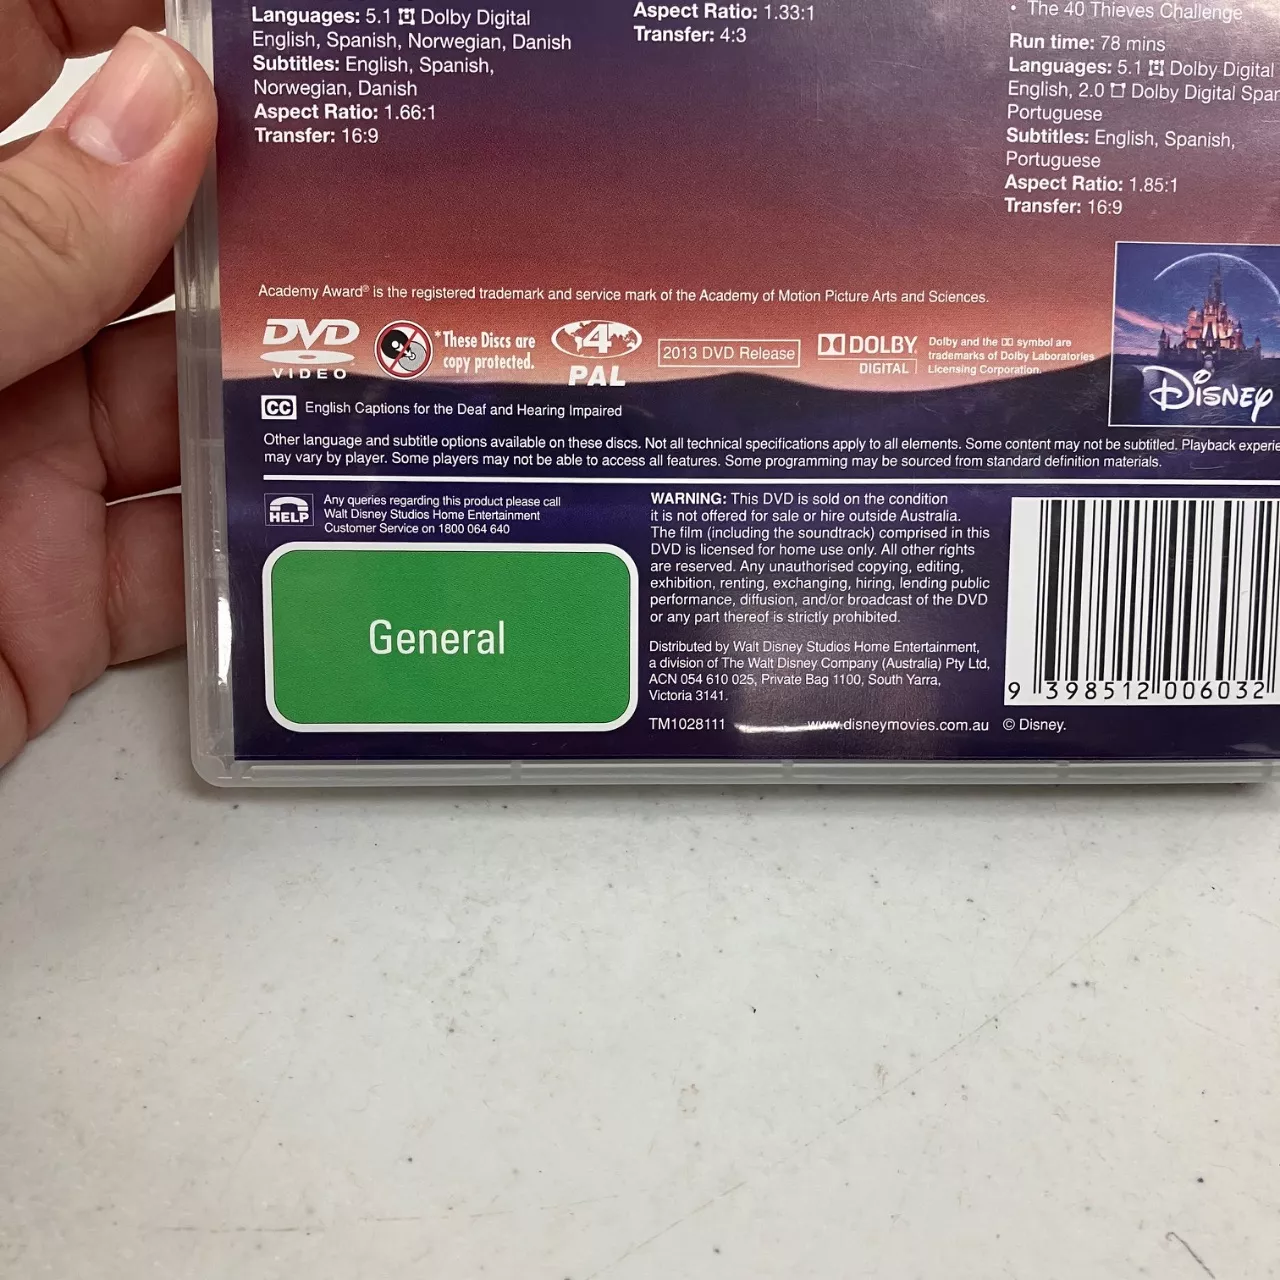 Languages: 5.1 Dolby Digital
English, Spanish, Norwegian, Danish
Subtitles: English, Spanish,
Norwegian, Danish
Aspect Ratio: 1.66:1
Transfer: 16:9
Aspect Ratio: 1.33:1
Transfer: 4:3
• The 40 Thieves Challenge
Run time: 78 mins
Languages: 5.1 Dolby Digital
English, 2.0 Dolby Digital Span
Portuguese
Subtitles: English, Spanish,
Portuguese
Aspect Ratio: 1.85:1
Transfer: 16:9
Academy Award® is the registered trademark and service mark of the Academy of Motion Picture Arts and Sciences.
DVD
VIDEO
*These Discs are
copy protected.
4
PAL
2013 DVD Release
DOLBY
DIGITAL
Dolby and the DD symbol are
trademarks of Dolby Laboratories
Licensing Corporation.
Disney
CC English Captions for the Deaf and Hearing Impaired
Other language and subtitle options available on these discs. Not all technical specifications apply to all elements. Some content may not be subtitled. Playback experie
may vary by player. Some players may not be able to access all features. Some programming may be sourced from standard definition materials.
HELP
Any queries regarding this product please call
Walt Disney Studios Home Entertainment
Customer Service on 1800 064 640
General
WARNING: This DVD is sold on the condition
it is not offered for sale or hire outside Australia.
The film (including the soundtrack) comprised in this
DVD is licensed for home use only. All other rights
are reserved. Any unauthorised copying, editing,
exhibition, renting, exchanging, hiring, lending public
performance, diffusion, and/or broadcast of the DVD
or any part thereof is strictly prohibited.
Distributed by Walt Disney Studios Home Entertainment,
a division of The Walt Disney Company (Australia) Pty Ltd,
ACN 054 610 025, Private Bag 1100, South Yarra,
Victoria 3141.
TM1028111 www.disneymovies.com.au © Disney.
9 398512 006032